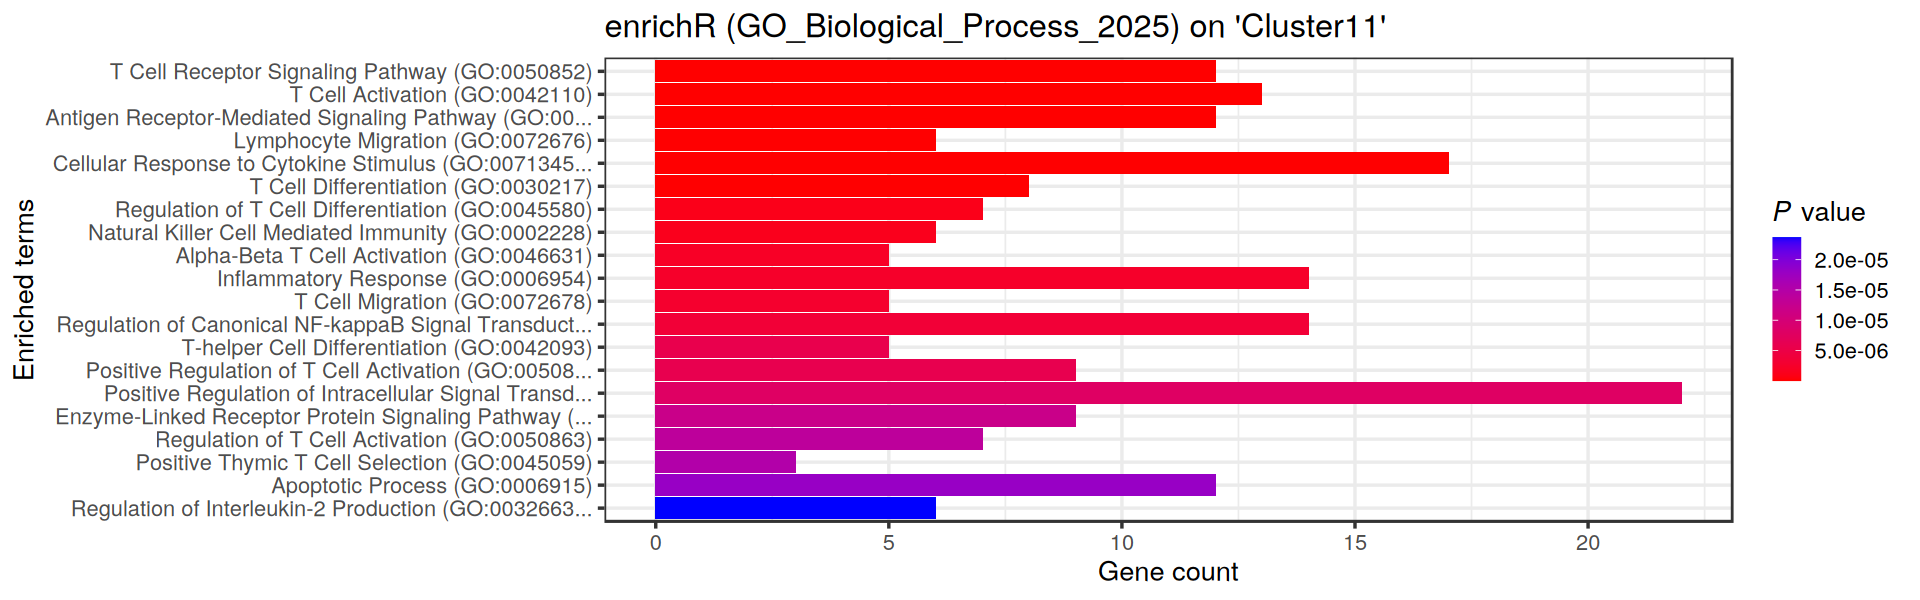 enrichR (GO_Biological_Process_2025) on 'Cluster11'
Enriched terms
T Cell Receptor Signaling Pathway (GO:0050852)
T Cell Activation (GO:0042110)
Antigen Receptor-Mediated Signaling Pathway (GO:00...
Lymphocyte Migration (GO:0072676)
Cellular Response to Cytokine Stimulus (GO:0071345...
T Cell Differentiation (GO:0030217)
Regulation of T Cell Differentiation (GO:0045580)
Natural Killer Cell Mediated Immunity (GO:0002228)
Alpha-Beta T Cell Activation (GO:0046631)
Inflammatory Response (GO:0006954)
T Cell Migration (GO:0072678)
Regulation of Canonical NF-kappaB Signal Transduct...
T-helper Cell Differentiation (GO:0042093)
Positive Regulation of T Cell Activation (GO:00508...
Positive Regulation of Intracellular Signal Transd...
Enzyme-Linked Receptor Protein Signaling Pathway (...
Regulation of T Cell Activation (GO:0050863)
Positive Thymic T Cell Selection (GO:0045059)
Apoptotic Process (GO:0006915)
Regulation of Interleukin-2 Production (GO:0032663...
0 5 10 15 20
Gene count
P value
2.0e-05
1.5e-05
1.0e-05
5.0e-06